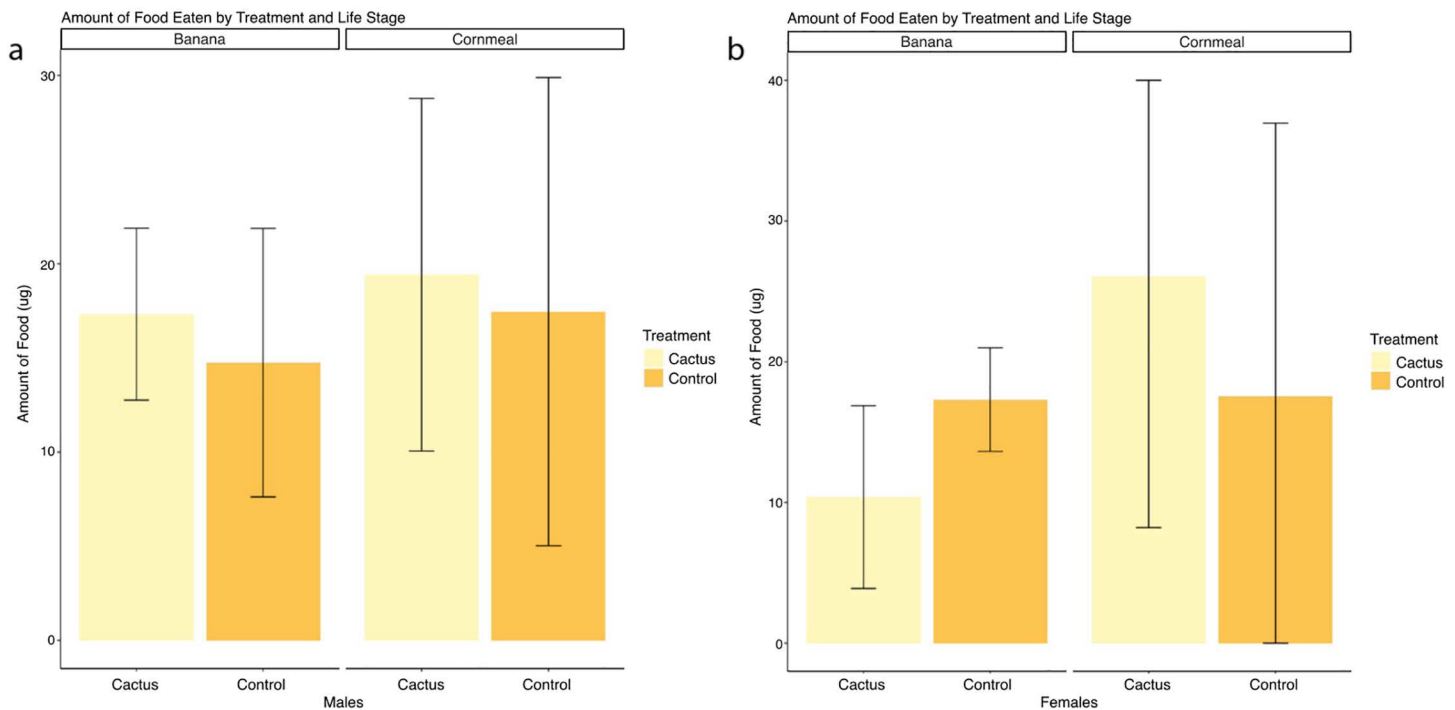 a
Amount of Food Eaten by Treatment and Life Stage
Banana
Cornmeal
30
20
10
0
Amount of Food (ug)
Cactus
Control
Cactus
Control
Males
Treatment
Cactus
Control
b
Amount of Food Eaten by Treatment and Life Stage
Banana
Cornmeal
40
30
20
10
0
Amount of Food (ug)
Cactus
Control
Cactus
Control
Females
Treatment
Cactus
Control